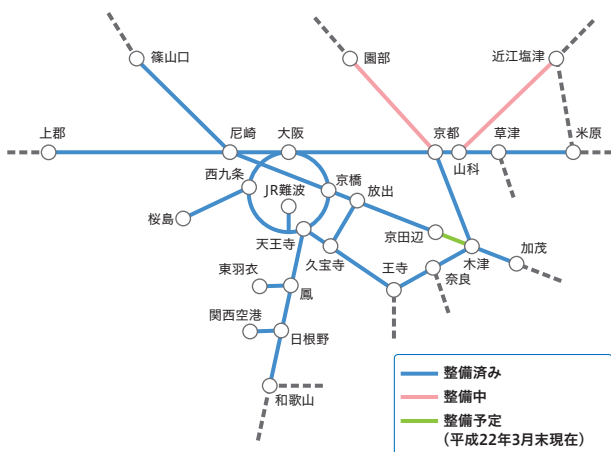 篠山口
園部
近江塩津
上郡
尼崎
大阪
京都
草津
米原
山科
西九条
京橋
JR難波
放出
桜島
天王寺
京田辺
久宝寺
王寺
木津
加茂
奈良
東羽衣
鳳
関西空港
日根野
和歌山
整備済み
整備中
整備予定
（平成22年3月末現在）